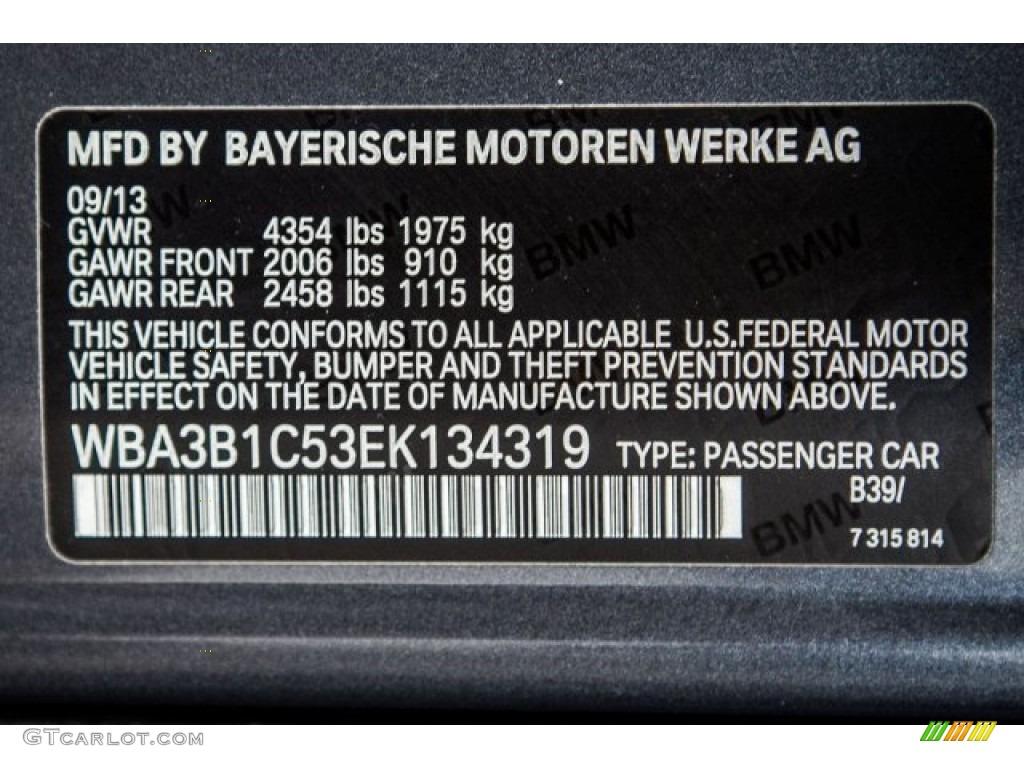 MFD BY BAYERISCHE MOTOREN WERKE AG
09/13
GVWR 4354 lbs 1975 kg
GAWR FRONT 2006 lbs 910 kg
GAWR REAR 2458 lbs 1115 kg
THIS VEHICLE CONFORMS TO ALL APPLICABLE U.S.FEDERAL MOTOR
VEHICLE SAFETY, BUMPER AND THEFT PREVENTION STANDARDS
IN EFFECT ON THE DATE OF MANUFACTURE SHOWN ABOVE.
WBA3B1C53EK134319 TYPE: PASSENGER CAR
B39/
7 315 814
BMW
BMW
BMW
GTcarlot.com